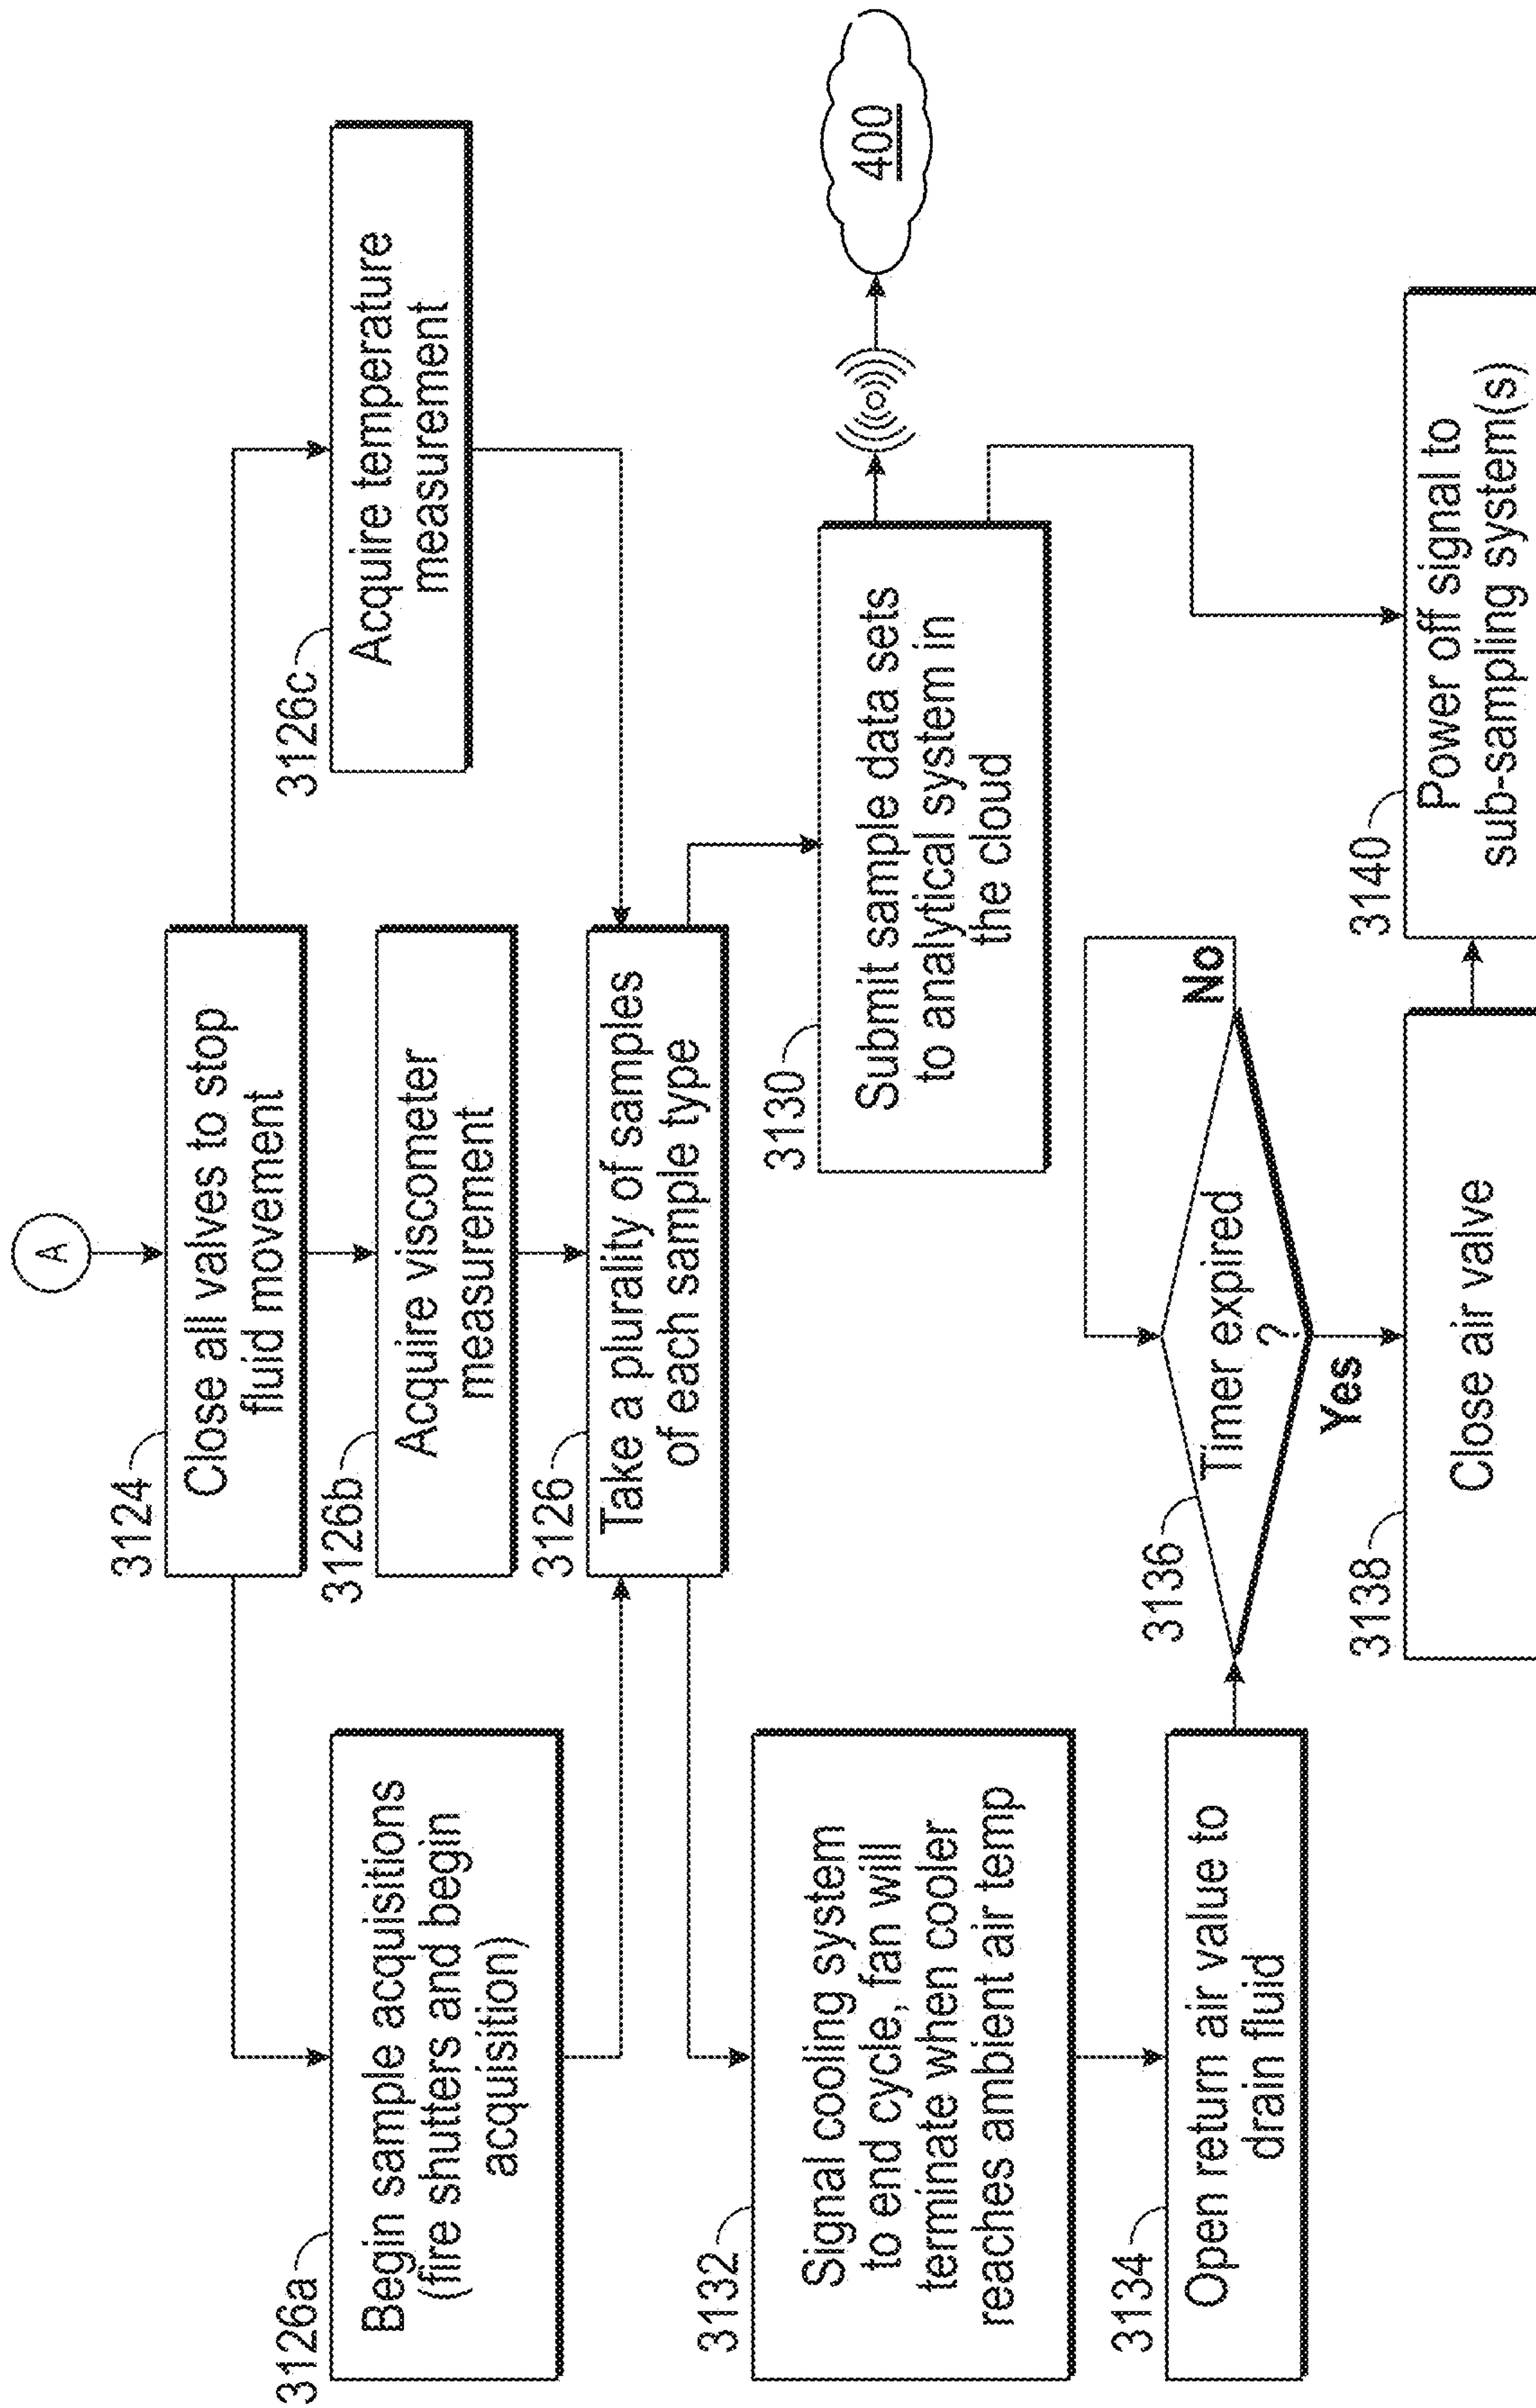 A
3124
Close all valves to stop
fluid movement
3126a
Begin sample acquisitions
(fire shutters and begin
acquisition)
3126b
Acquire viscometer
measurement
3126c
Acquire temperature
measurement
3126
Take a plurality of samples
of each sample type
3132
Signal cooling system
to end cycle, fan will
terminate when cooler
reaches ambient air temp
3130
Submit sample data sets
to analytical system in
the cloud
400
3134
Open return air value to
drain fluid
3136
Timer expired
?
No
Yes
3138
Close air valve
3140
Power off signal to
sub-sampling system(s)